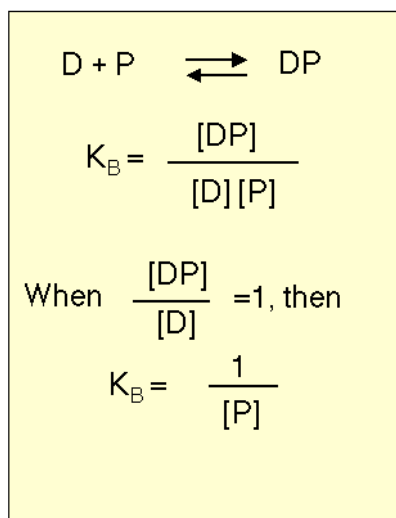 D + P ⇌ DP
K_B = [DP]
[D] [P]
When [DP] =1, then
[D]
K_B = 1
[P]